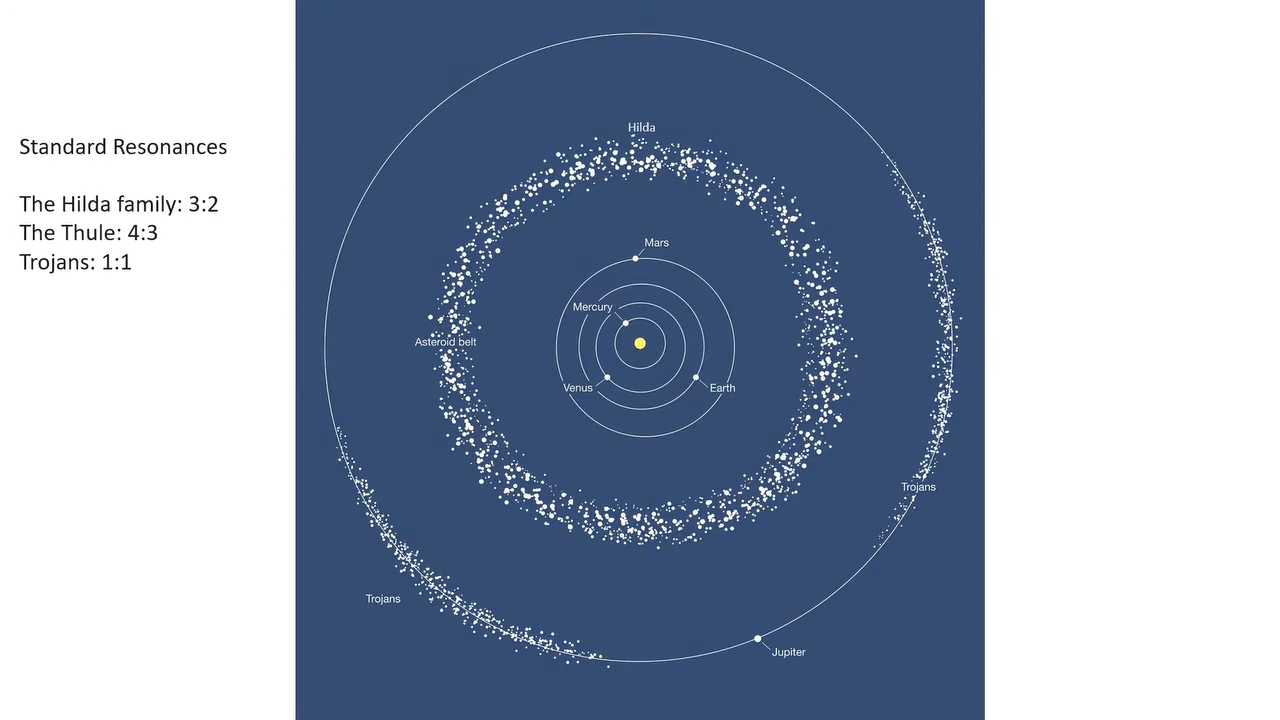 Standard Resonances
The Hilda family: 3:2
The Thule: 4:3
Trojans: 1:1
Hilda
Mars
Mercury
Asteroid belt
Venus
Earth
Trojans
Trojans
Jupiter